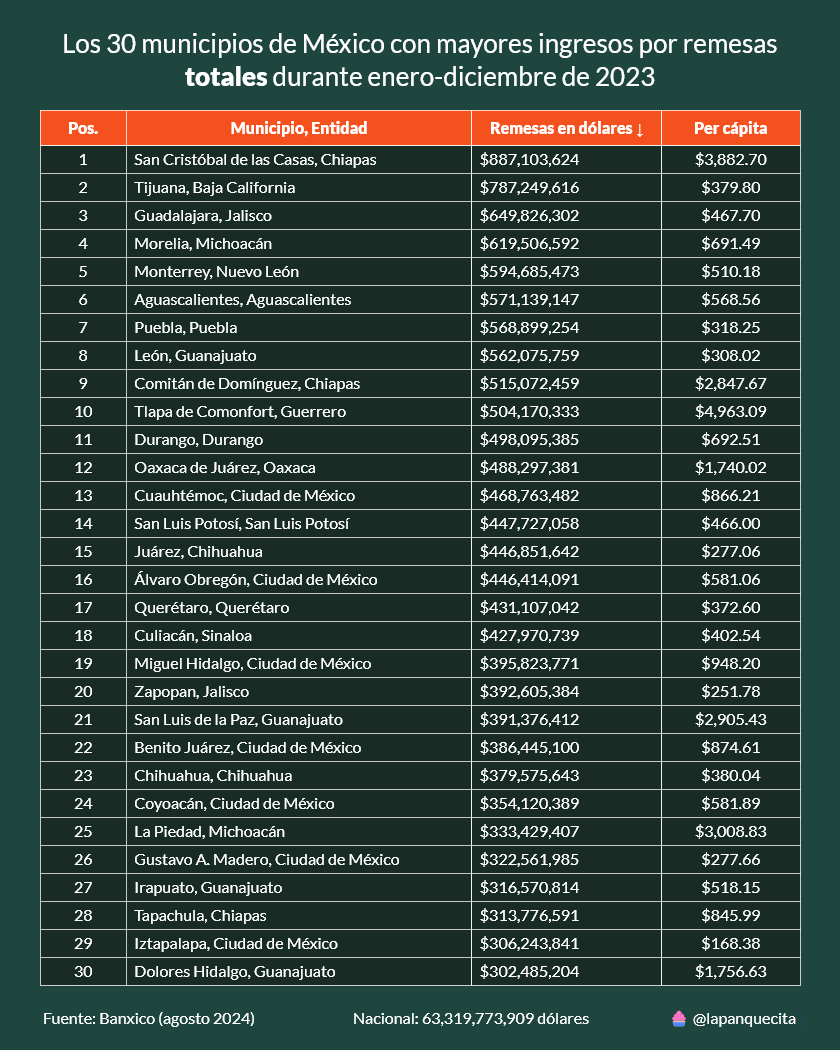 Los 30 municipios de México con mayores ingresos por remesas
totales durante enero-diciembre de 2023
Pos. Municipio, Entidad Remesas en dólares ↓ Per cápita
1 San Cristóbal de las Casas, Chiapas $887,103,624 $3,882.70
2 Tijuana, Baja California $787,249,616 $379.80
3 Guadalajara, Jalisco $649,826,302 $467.70
4 Morelia, Michoacán $619,506,592 $691.49
5 Monterrey, Nuevo León $594,685,473 $510.18
6 Aguascalientes, Aguascalientes $571,139,147 $568.56
7 Puebla, Puebla $568,899,254 $318.25
8 León, Guanajuato $562,075,759 $308.02
9 Comitán de Domínguez, Chiapas $515,072,459 $2,847.67
10 Tlapa de Comonfort, Guerrero $504,170,333 $4,963.09
11 Durango, Durango $498,095,385 $692.51
12 Oaxaca de Juárez, Oaxaca $488,297,381 $1,740.02
13 Cuauhtémoc, Ciudad de México $468,763,482 $866.21
14 San Luis Potosí, San Luis Potosí $447,727,058 $466.00
15 Juárez, Chihuahua $446,851,642 $277.06
16 Álvaro Obregón, Ciudad de México $446,414,091 $581.06
17 Querétaro, Querétaro $431,107,042 $372.60
18 Culiacán, Sinaloa $427,970,739 $402.54
19 Miguel Hidalgo, Ciudad de México $395,823,771 $948.20
20 Zapopan, Jalisco $392,605,384 $251.78
21 San Luis de la Paz, Guanajuato $391,376,412 $2,905.43
22 Benito Juárez, Ciudad de México $386,445,100 $874.61
23 Chihuahua, Chihuahua $379,575,643 $380.04
24 Coyoacán, Ciudad de México $354,120,389 $581.89
25 La Piedad, Michoacán $333,429,407 $3,008.83
26 Gustavo A. Madero, Ciudad de México $322,561,985 $277.66
27 Irapuato, Guanajuato $316,570,814 $518.15
28 Tapachula, Chiapas $313,776,591 $845.99
29 Iztapalapa, Ciudad de México $306,243,841 $168.38
30 Dolores Hidalgo, Guanajuato $302,485,204 $1,756.63
Fuente: Banxico (agosto 2024) Nacional: 63,319,773,909 dólares @lapanquecita